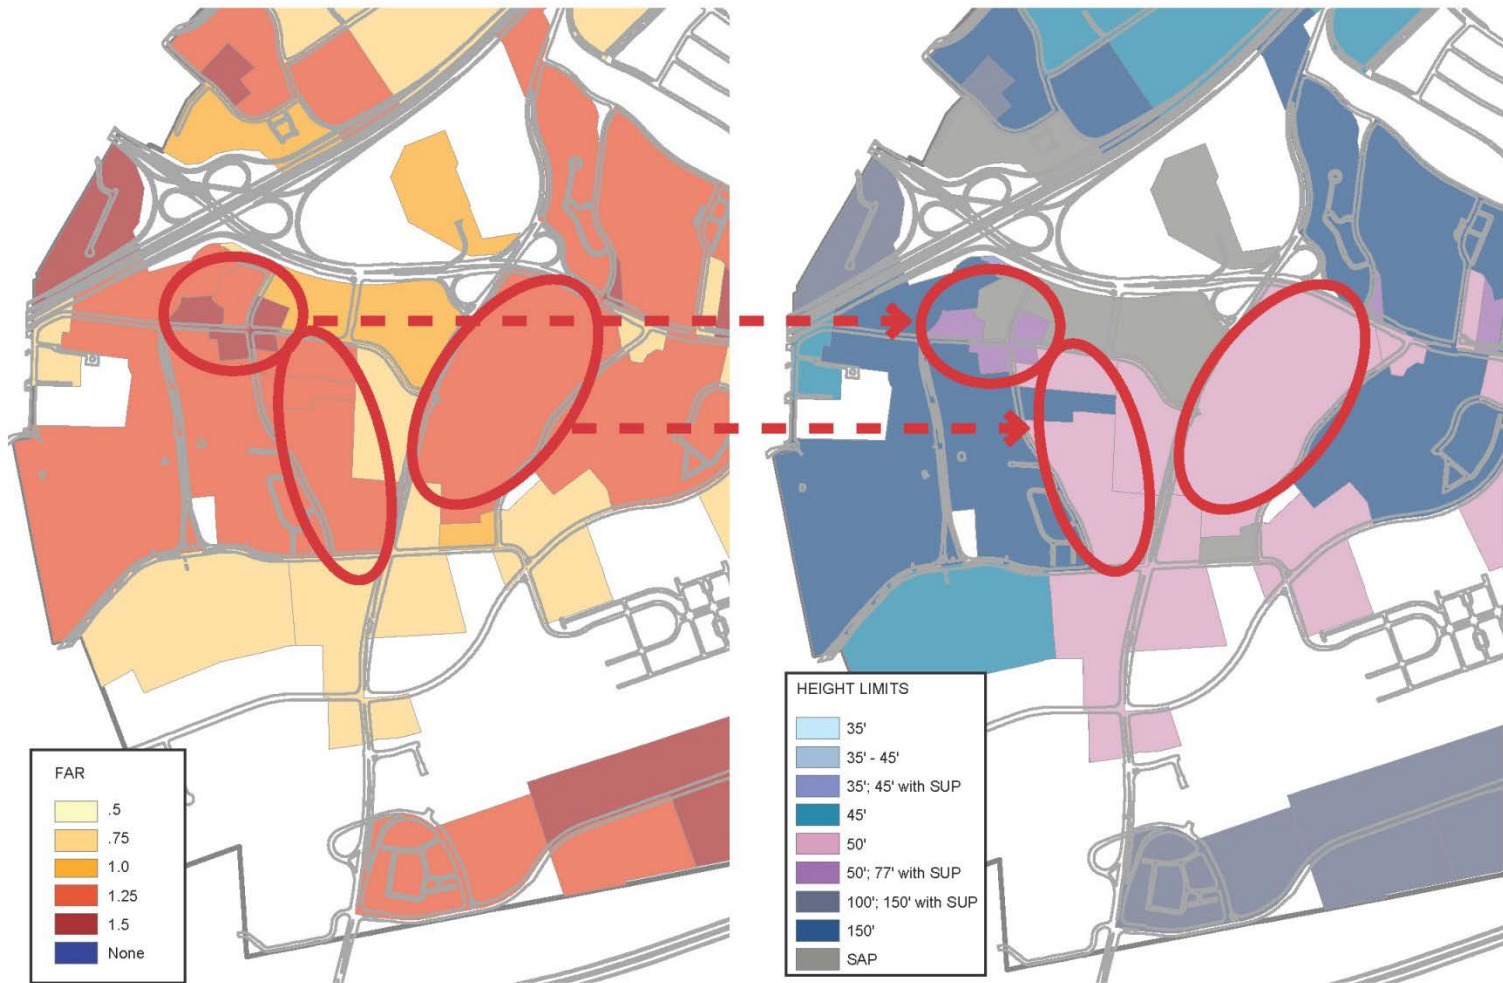 FAR
.5
.75
1.0
1.25
1.5
None
HEIGHT LIMITS
35'
35' - 45'
35'; 45' with SUP
45'
50'
50'; 77' with SUP
100'; 150' with SUP
150'
SAP